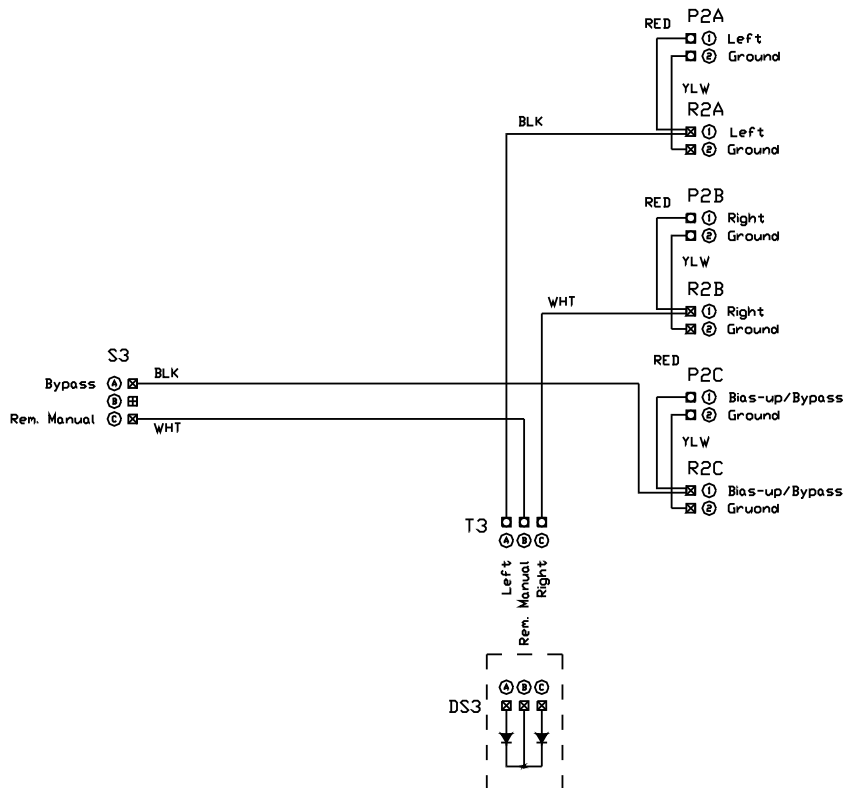 P2A
RED
1 Left
2 Ground
YLW
R2A
BLK
1 Left
2 Ground
P2B
RED
1 Right
2 Ground
YLW
R2B
WHT
1 Right
2 Ground
S3
RED
BLK
P2C
Bypass A
B
1 Bias-up/Bypass
Rem. Manual C
2 Ground
WHT
YLW
R2C
1 Bias-up/Bypass
2 Gruond
T3
A B C
Left
Rem. Manual
Right
A B C
DS3